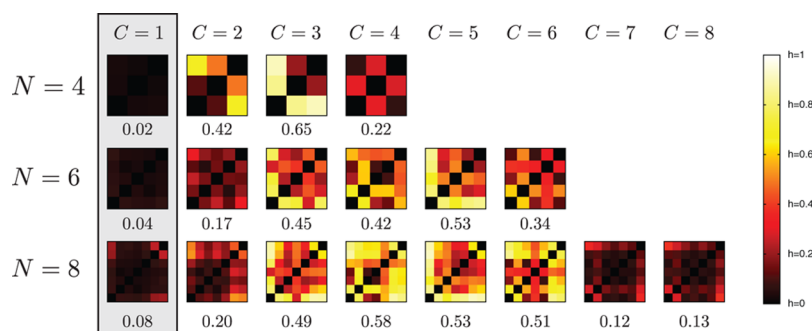 C = 1 C = 2 C = 3 C = 4 C = 5 C = 6 C = 7 C = 8
N = 4
0.02 0.42 0.65 0.22
N = 6
0.04 0.17 0.45 0.42 0.53 0.34
N = 8
0.08 0.20 0.49 0.58 0.53 0.51 0.12 0.13
h=1
h=0.8
h=0.6
h=0.4
h=0.2
h=0